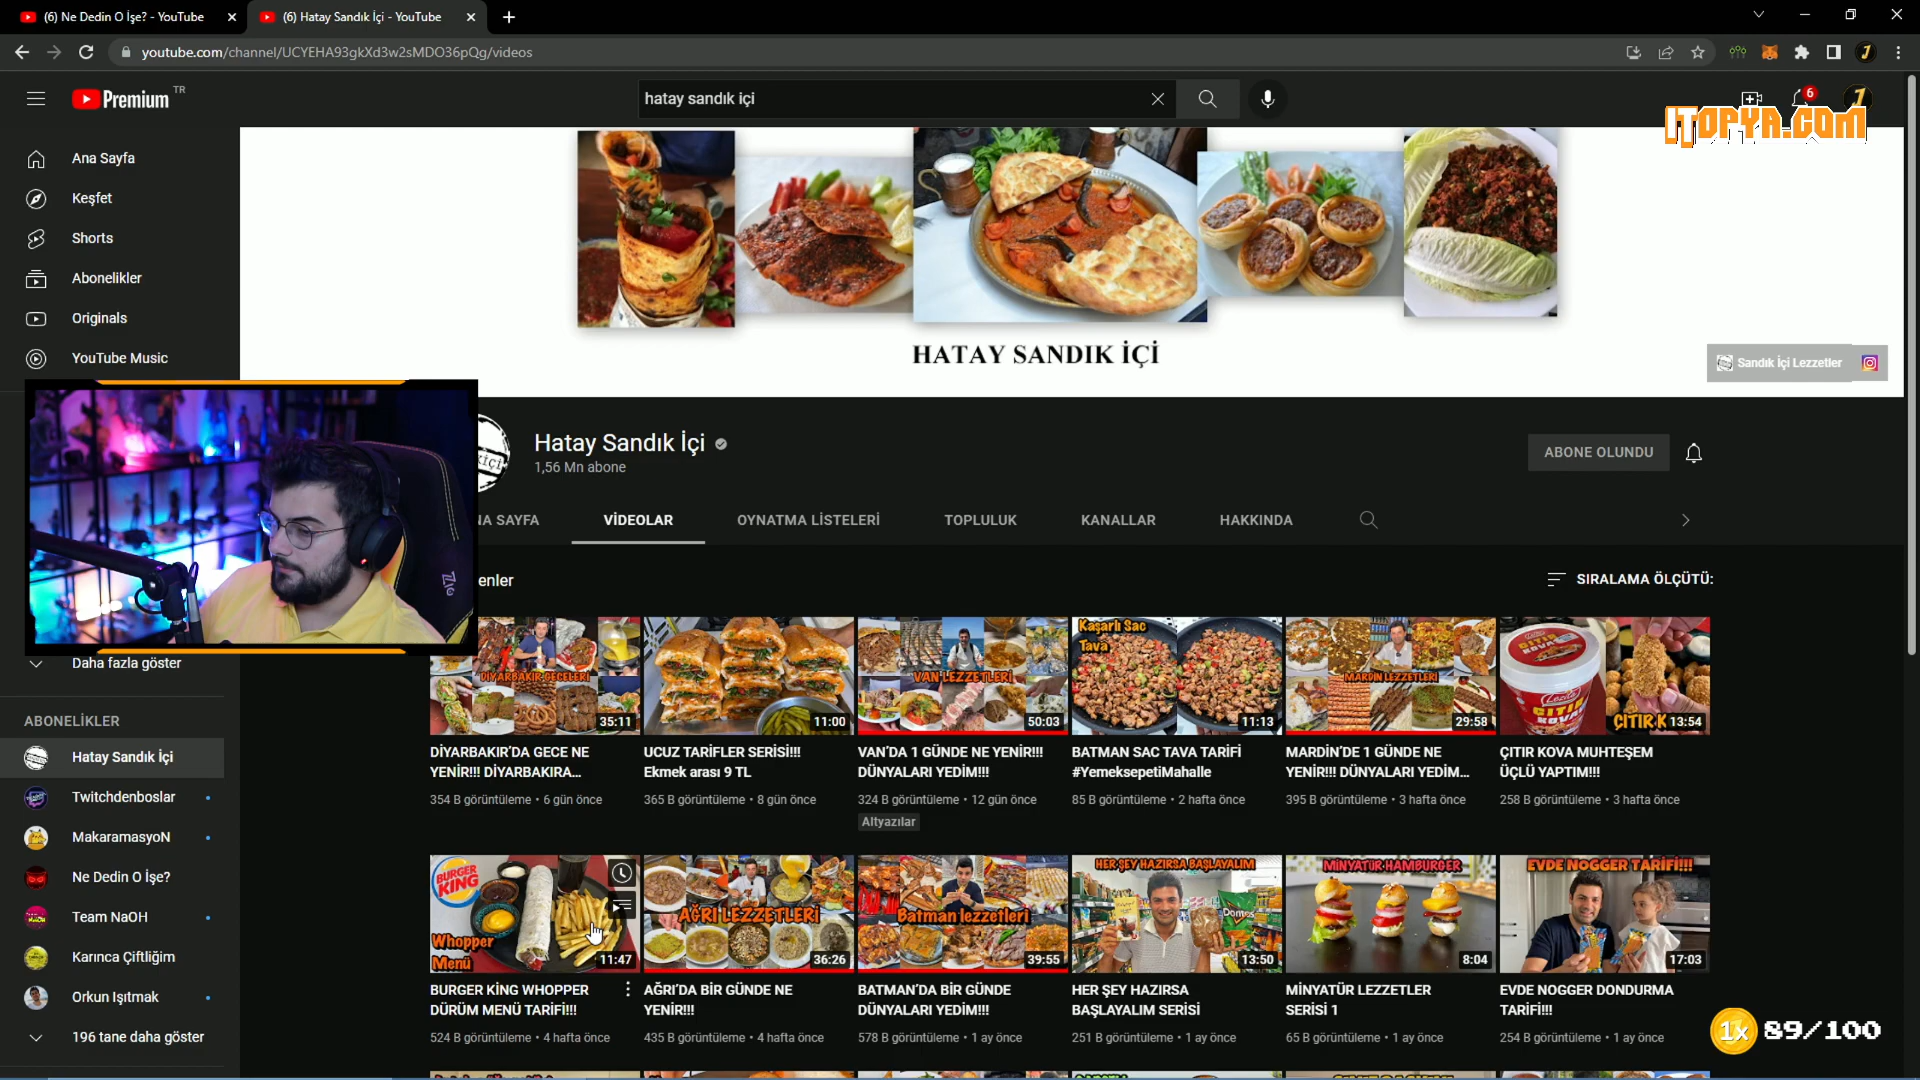 (6) Ne Dedin O İşe? - YouTube
(6) Hatay Sandık İçi - YouTube
youtube.com/channel/UCYEHA93gkXd3w2sMDO36pQg/videos
Premium TR
hatay sandık içi
6
1
ITOPYA.COM
Ana Sayfa
Keşfet
Shorts
Abonelikler
Originals
YouTube Music
HATAY SANDIK İÇİ
Sandık İçi Lezzetler
Hatay Sandık İçi
1,56 Mn abone
ABONE OLUNDU
NA SAYFA
VİDEOLAR
OYNATMA LİSTELERİ
TOPLULUK
KANALLAR
HAKKINDA
enler
SIRALAMA ÖLÇÜTÜ:
Daha fazla göster
ABONELİKLER
Hatay Sandık İçi
Twitchdenboslar
MakaramasyoN
Ne Dedin O İşe?
Team NaOH
Karınca Çiftliğim
Orkun Işıtmak
196 tane daha göster
DİYARBAKIR GECELERİ
35:11
DİYARBAKIR'DA GECE NE
YENİR!!! DİYARBAKIRA...
354 B görüntüleme • 6 gün önce
11:00
UCUZ TARİFLER SERİSİ!!!
Ekmek arası 9 TL
365 B görüntüleme • 8 gün önce
VAN LEZZETLERİ
50:03
VAN'DA 1 GÜNDE NE YENİR!!!
DÜNYALARI YEDİM!!!
324 B görüntüleme • 12 gün önce
Altyazılar
Kaşarlı Sac
Tava
11:13
BATMAN SAC TAVA TARİFİ
#YemeksepetiMahalle
85 B görüntüleme • 2 hafta önce
MARDİN LEZZETLERİ
29:58
MARDİN'DE 1 GÜNDE NE
YENİR!!! DÜNYALARI YEDİM...
395 B görüntüleme • 3 hafta önce
ÇITIR KOVA
ÇITIR K
13:54
ÇITIR KOVA MUHTEŞEM
ÜÇLÜ YAPTIM!!!
258 B görüntüleme • 3 hafta önce
BURGER
KING
Whopper
Menü
11:47
BURGER KİNG WHOPPER
DÜRÜM MENÜ TARİFİ!!!
524 B görüntüleme • 4 hafta önce
AĞRI LEZZETLERİ
36:26
AĞRI'DA BİR GÜNDE NE
YENİR!!!
435 B görüntüleme • 4 hafta önce
Batman lezzetleri
39:55
BATMAN'DA BİR GÜNDE
DÜNYALARI YEDİM!!!
578 B görüntüleme • 1 ay önce
HER ŞEY HAZIRSA BAŞLAYALIM
Doritos
13:50
HER ŞEY HAZIRSA
BAŞLAYALIM SERİSİ
251 B görüntüleme • 1 ay önce
MİNYATÜR HAMBURGER
8:04
MİNYATÜR LEZZETLER
SERİSİ 1
65 B görüntüleme • 1 ay önce
EVDE NOGGER TARİFİ!!!
17:03
EVDE NOGGER DONDURMA
TARİFİ!!!
254 B görüntüleme • 1 ay önce
1x 89/100